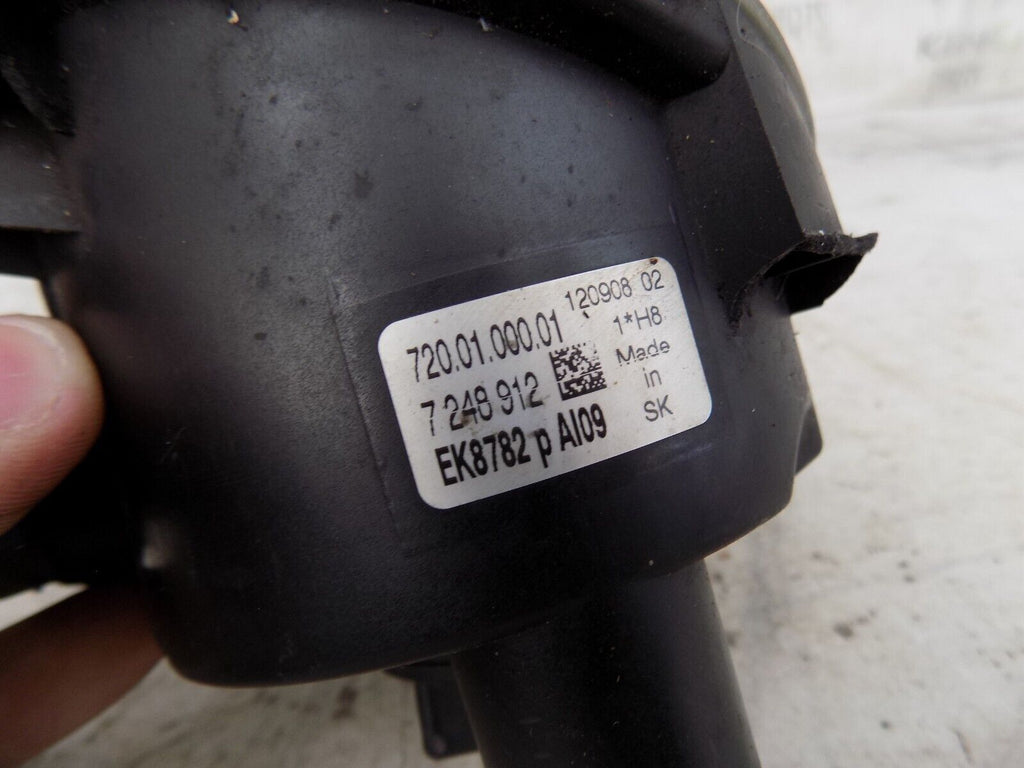 120908 02
720.01.000.01
1*H8
7 248 912
Made
in
SK
EK8782 p AI09